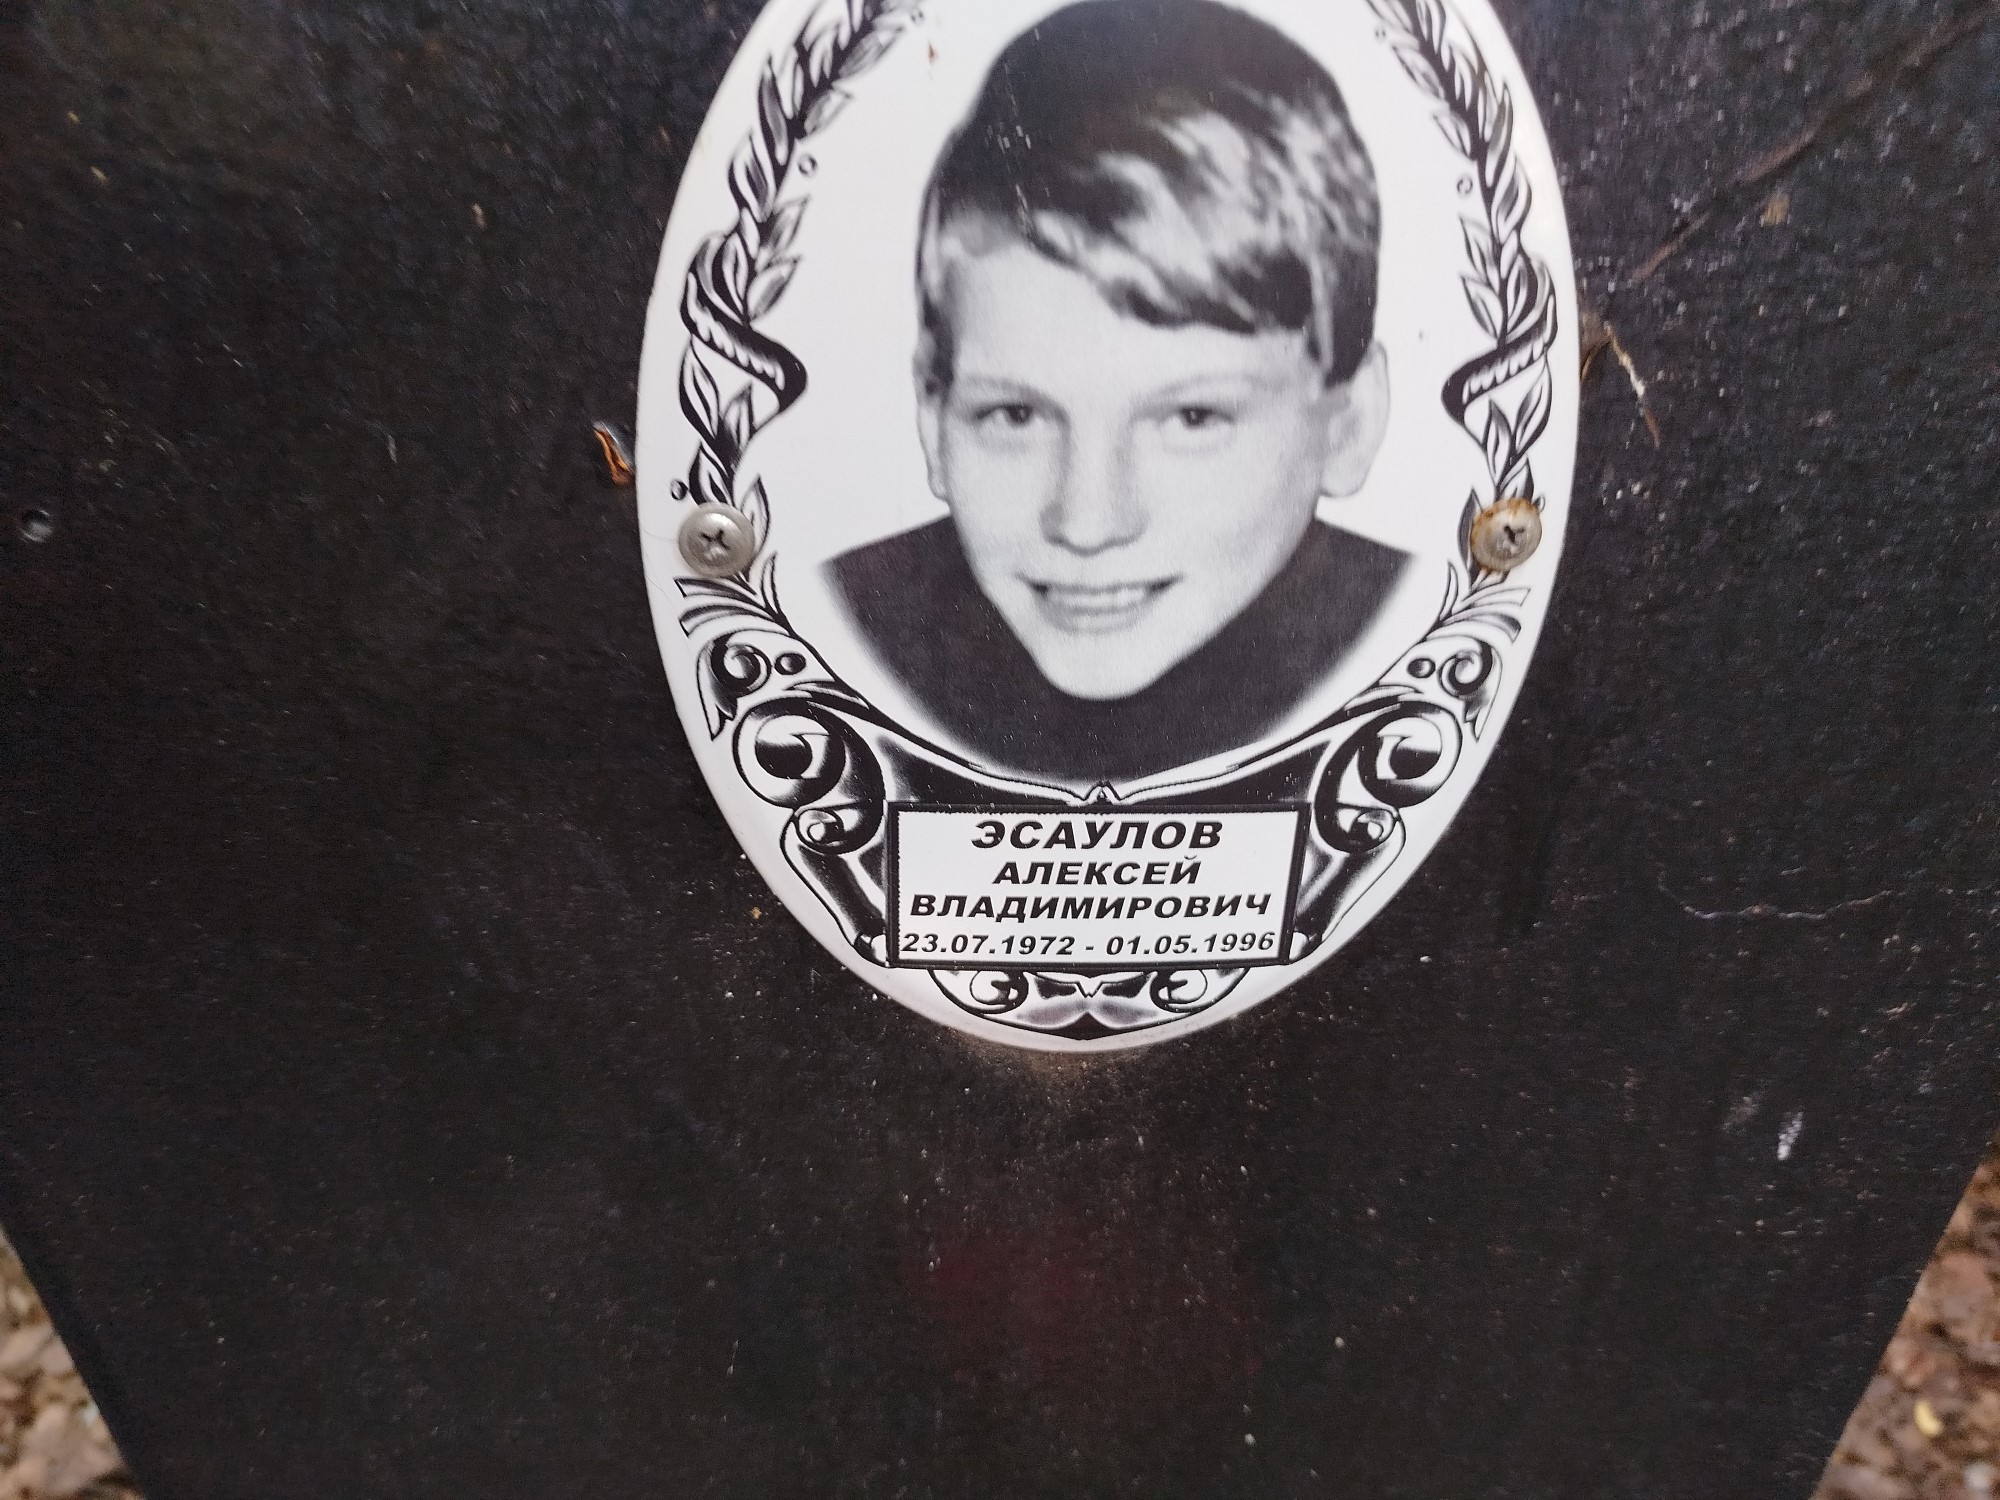 ЭСАУЛОВ
АЛЕКСЕЙ
ВЛАДИМИРОВИЧ
23.07.1972 - 01.05.1996